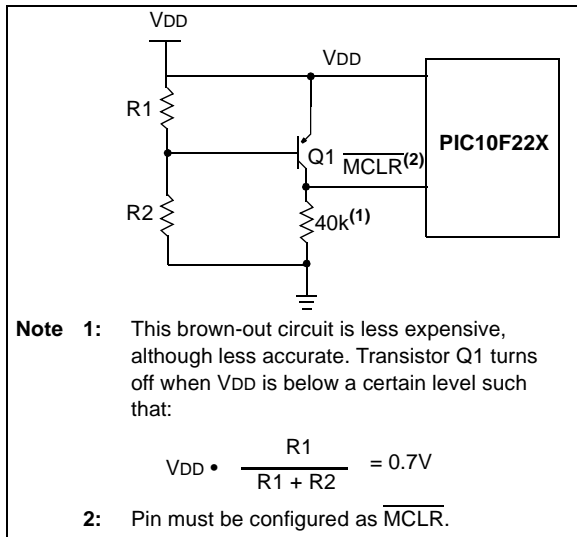 VDD
VDD
R1
Q1
MCLR(2)
PIC10F22X
R2
40k(1)
Note 1: This brown-out circuit is less expensive,
although less accurate. Transistor Q1 turns
off when VDD is below a certain level such
that:
VDD • R1 / R1 + R2 = 0.7V
2: Pin must be configured as MCLR.